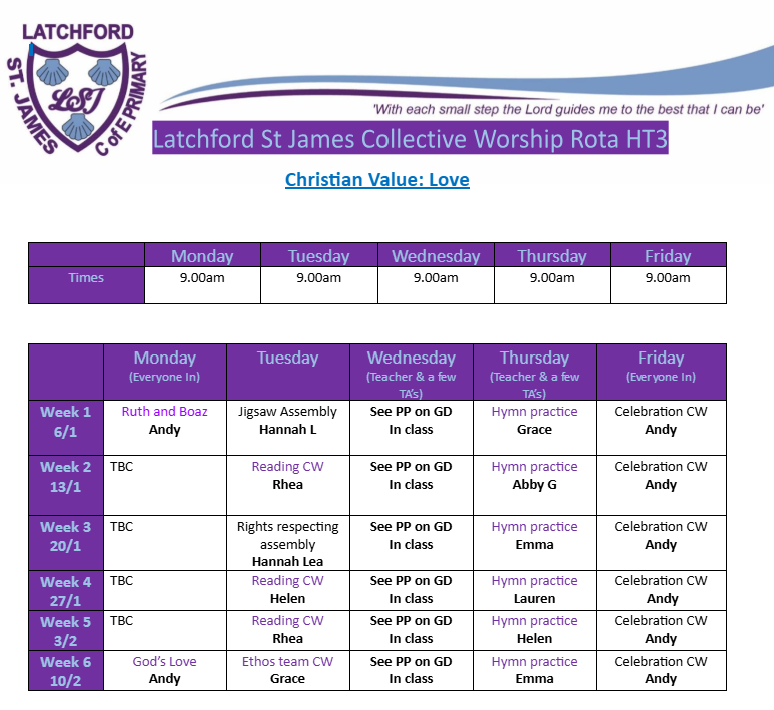 LATCHFORD
ST. JAMES
C of E PRIMARY
LSJ
'With each small step the Lord guides me to the best that I can be'
Latchford St James Collective Worship Rota HT3
Christian Value: Love
Monday Tuesday Wednesday Thursday Friday
Times 9.00am 9.00am 9.00am 9.00am 9.00am
Monday Tuesday Wednesday Thursday Friday
(Everyone In) (Teacher & a few (Teacher & a few (Everyone In)
TA's) TA's)
Week 1 Ruth and Boaz Jigsaw Assembly See PP on GD Hymn practice Celebration CW
6/1 Andy Hannah L In class Grace Andy
Week 2 TBC Reading CW See PP on GD Hymn practice Celebration CW
13/1 Rhea In class Abby G Andy
Week 3 TBC Rights respecting See PP on GD Hymn practice Celebration CW
20/1 assembly In class Emma Andy
Hannah Lea
Week 4 TBC Reading CW See PP on GD Hymn practice Celebration CW
27/1 Helen In class Lauren Andy
Week 5 TBC Reading CW See PP on GD Hymn practice Celebration CW
3/2 Rhea In class Helen Andy
Week 6 God's Love Ethos team CW See PP on GD Hymn practice Celebration CW
10/2 Andy Grace In class Emma Andy